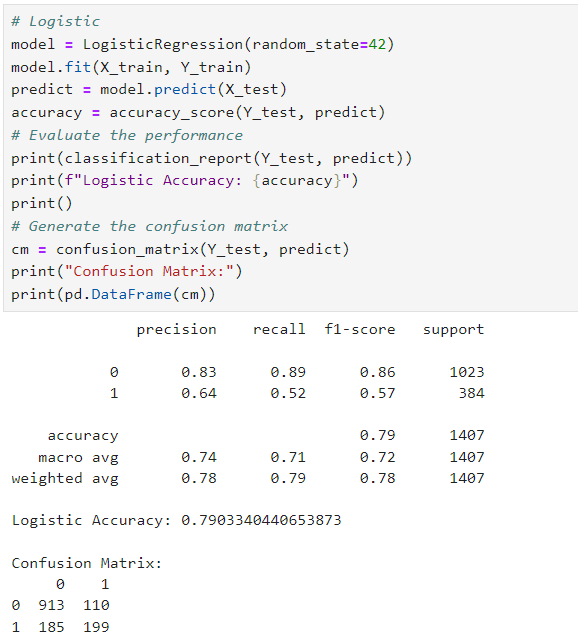 # Logistic
model = LogisticRegression(random_state=42)
model.fit(X_train, Y_train)
predict = model.predict(X_test)
accuracy = accuracy_score(Y_test, predict)
# Evaluate the performance
print(classification_report(Y_test, predict))
print(f"Logistic Accuracy: {accuracy}")
print()
# Generate the confusion matrix
cm = confusion_matrix(Y_test, predict)
print("Confusion Matrix:")
print(pd.DataFrame(cm))
precision recall f1-score support
0 0.83 0.89 0.86 1023
1 0.64 0.52 0.57 384
accuracy 0.79 1407
macro avg 0.74 0.71 0.72 1407
weighted avg 0.78 0.79 0.78 1407
Logistic Accuracy: 0.7903340440653873
Confusion Matrix:
0 1
0 913 110
1 185 199